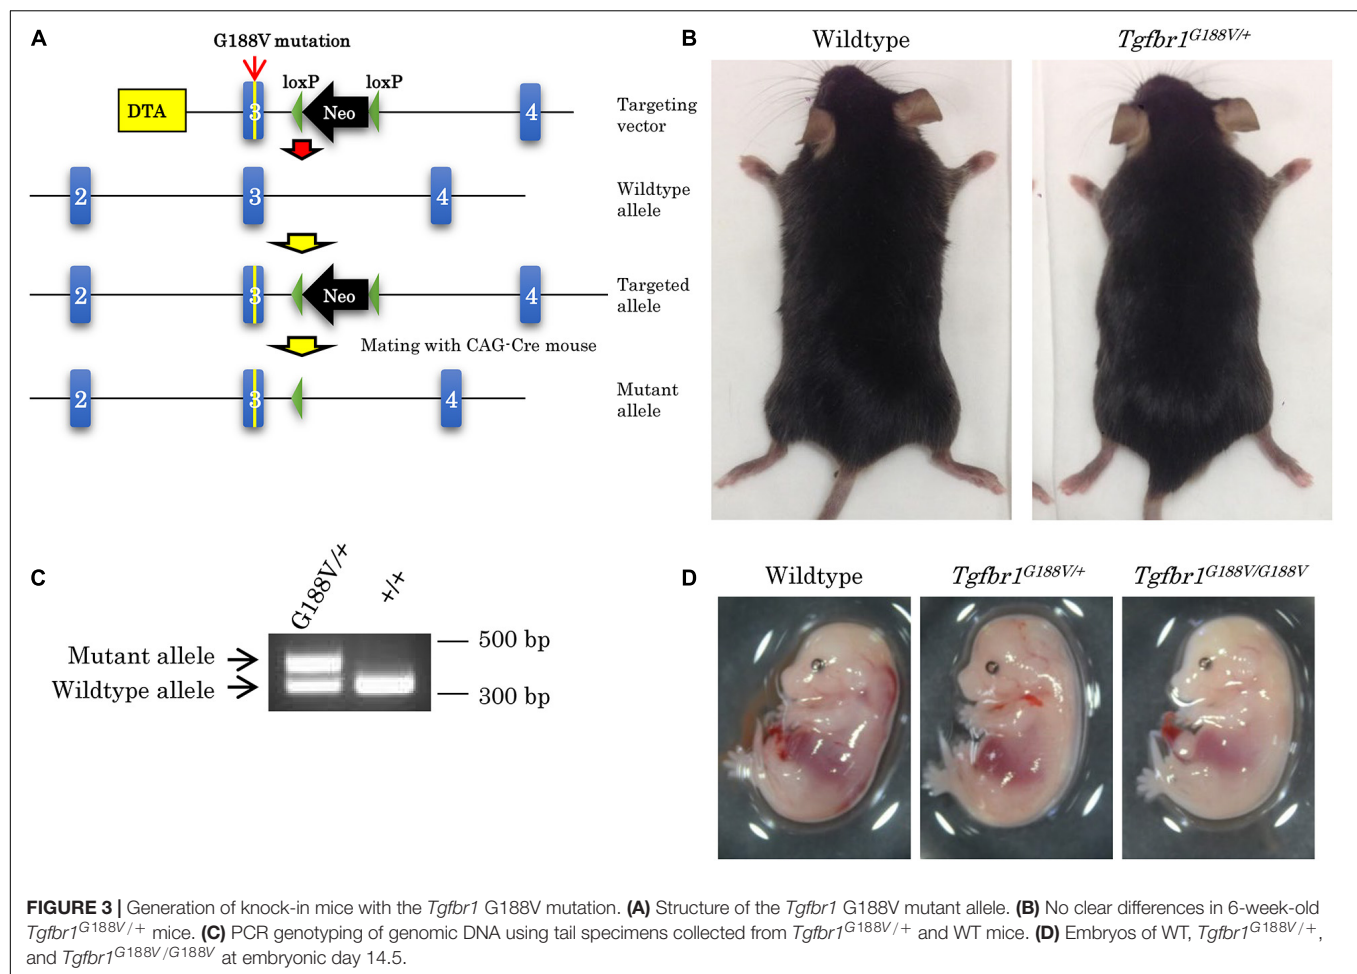 A
G188V mutation
loxP
loxP
DTA
3
Neo
4
Targeting
vector
2
3
4
Wildtype
allele
2
3
Neo
4
Targeted
allele
Mating with CAG-Cre mouse
2
3
4
Mutant
allele
B
Wildtype
Tgfbr1G188V/+
C
G188V/+
+/+
500 bp
Mutant allele
Wildtype allele
300 bp
D
Wildtype
Tgfbr1G188V/+
Tgfbr1G188V/G188V
FIGURE 3 | Generation of knock-in mice with the Tgfbr1 G188V mutation. (A) Structure of the Tgfbr1 G188V mutant allele. (B) No clear differences in 6-week-old
Tgfbr1G188V/+ mice. (C) PCR genotyping of genomic DNA using tail specimens collected from Tgfbr1G188V/+ and WT mice. (D) Embryos of WT, Tgfbr1G188V/+,
and Tgfbr1G188V/G188V at embryonic day 14.5.